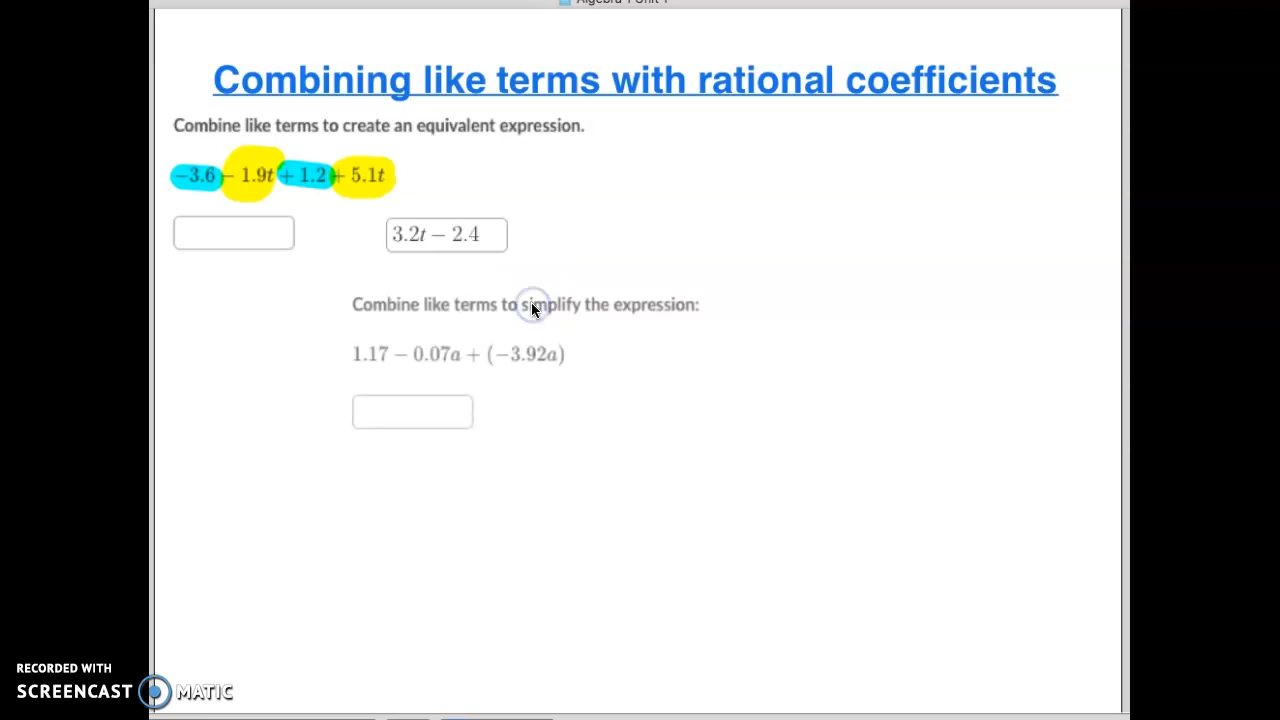 Algebra 1 Unit 1
Combining like terms with rational coefficients
Combine like terms to create an equivalent expression.
−3.6 − 1.9t + 1.2 + 5.1t
3.2t − 2.4
Combine like terms to simplify the expression:
1.17 − 0.07a + (−3.92a)
RECORDED WITH
SCREENCAST MATIC